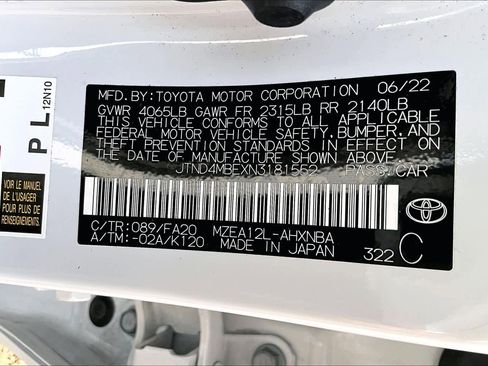 MFD.BY:TOYOTA MOTOR CORPORATION 06/22
GVWR 4065LB GAWR FR 2315LB RR 2140LB
THIS VEHICLE CONFORMS TO ALL APPLICABLE
FEDERAL MOTOR VEHICLE SAFETY,BUMPER,AND
THEFT PREVENTION STANDARDS IN EFFECT ON
THE DATE OF MANUFACTURE SHOWN ABOVE.
JTND4MBEXN3181552 PASS.CAR
C/TR:089/FA20 MZEA12L-AHXNBA
A/TM:-02A/K120 MADE IN JAPAN 322 C
P L 12N10
VOIR LE MANUEL
DE L'USAGER
POUR PLUS DE